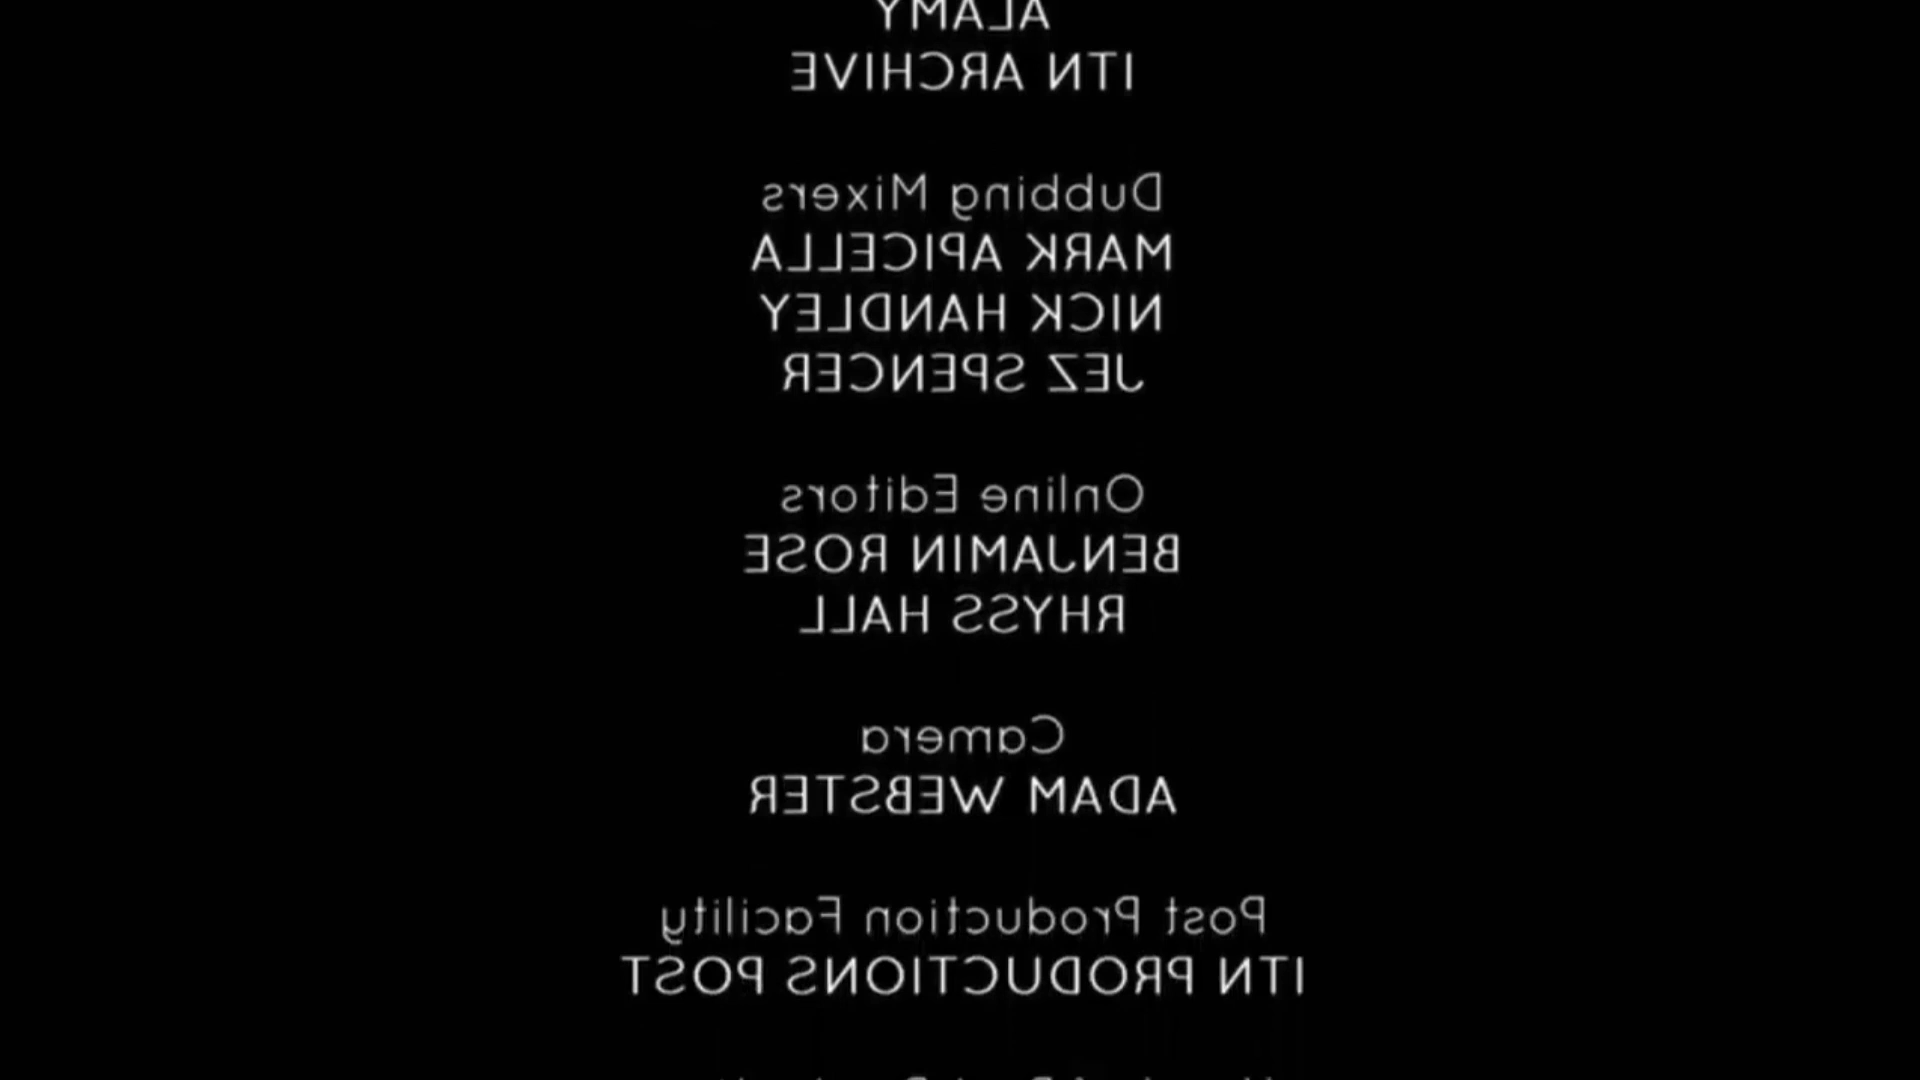 ALAMY
ITN ARCHIVE
Dubbing Mixers
MARK APICELLA
NICK HANDLEY
JEZ SPENCER
Online Editors
BENJAMIN ROSE
RHYSS HALL
Camera
ADAM WEBSTER
Post Production Facility
ITN PRODUCTIONS POST